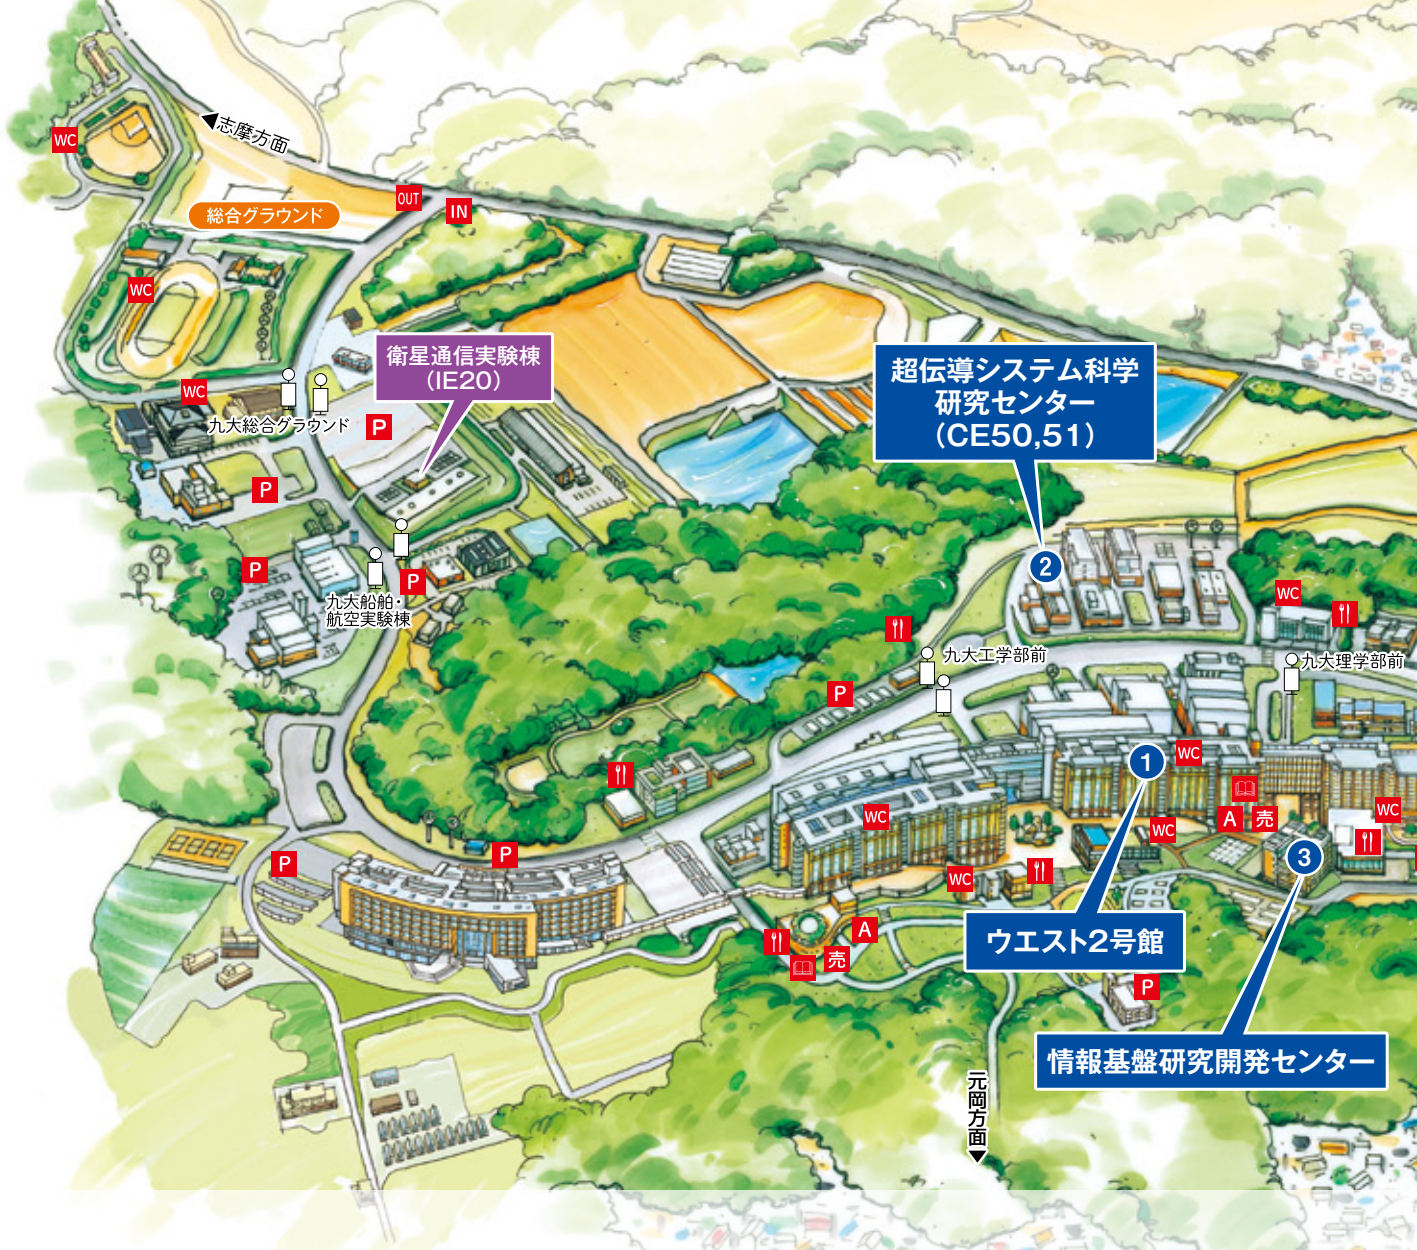 WC
◀志摩方面
OUT
IN
総合グラウンド
WC
衛星通信実験棟
(IE20)
超伝導システム科学
研究センター
(CE50,51)
WC
九大総合グラウンド
P
P
2
P
P
九大船舶・
航空実験棟
WC
九大工学部前
九大理学部前
P
1
WC
WC
WC
A
売
WC
P
P
3
WC
A
売
ウエスト2号館
P
情報基盤研究開発センター
元岡方面▼